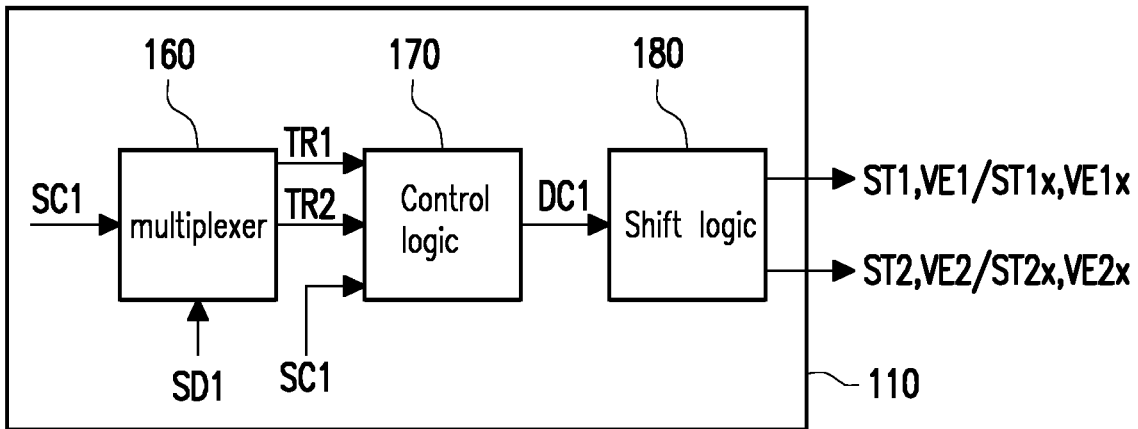 160
170
180
SC1
multiplexer
TR1
TR2
Control
logic
DC1
Shift logic
ST1,VE1/ST1x,VE1x
ST2,VE2/ST2x,VE2x
SD1
SC1
110